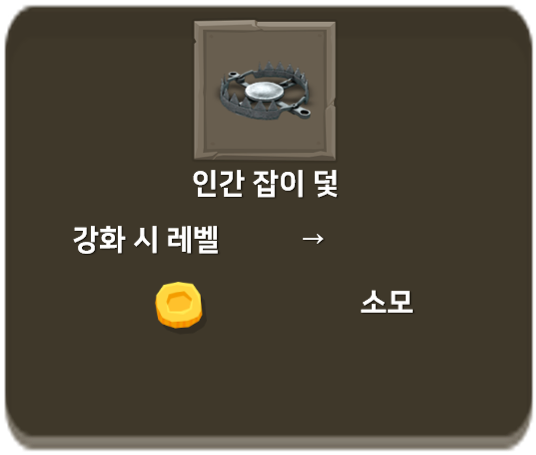 인간 잡이 덫
강화 시 레벨 →
소모